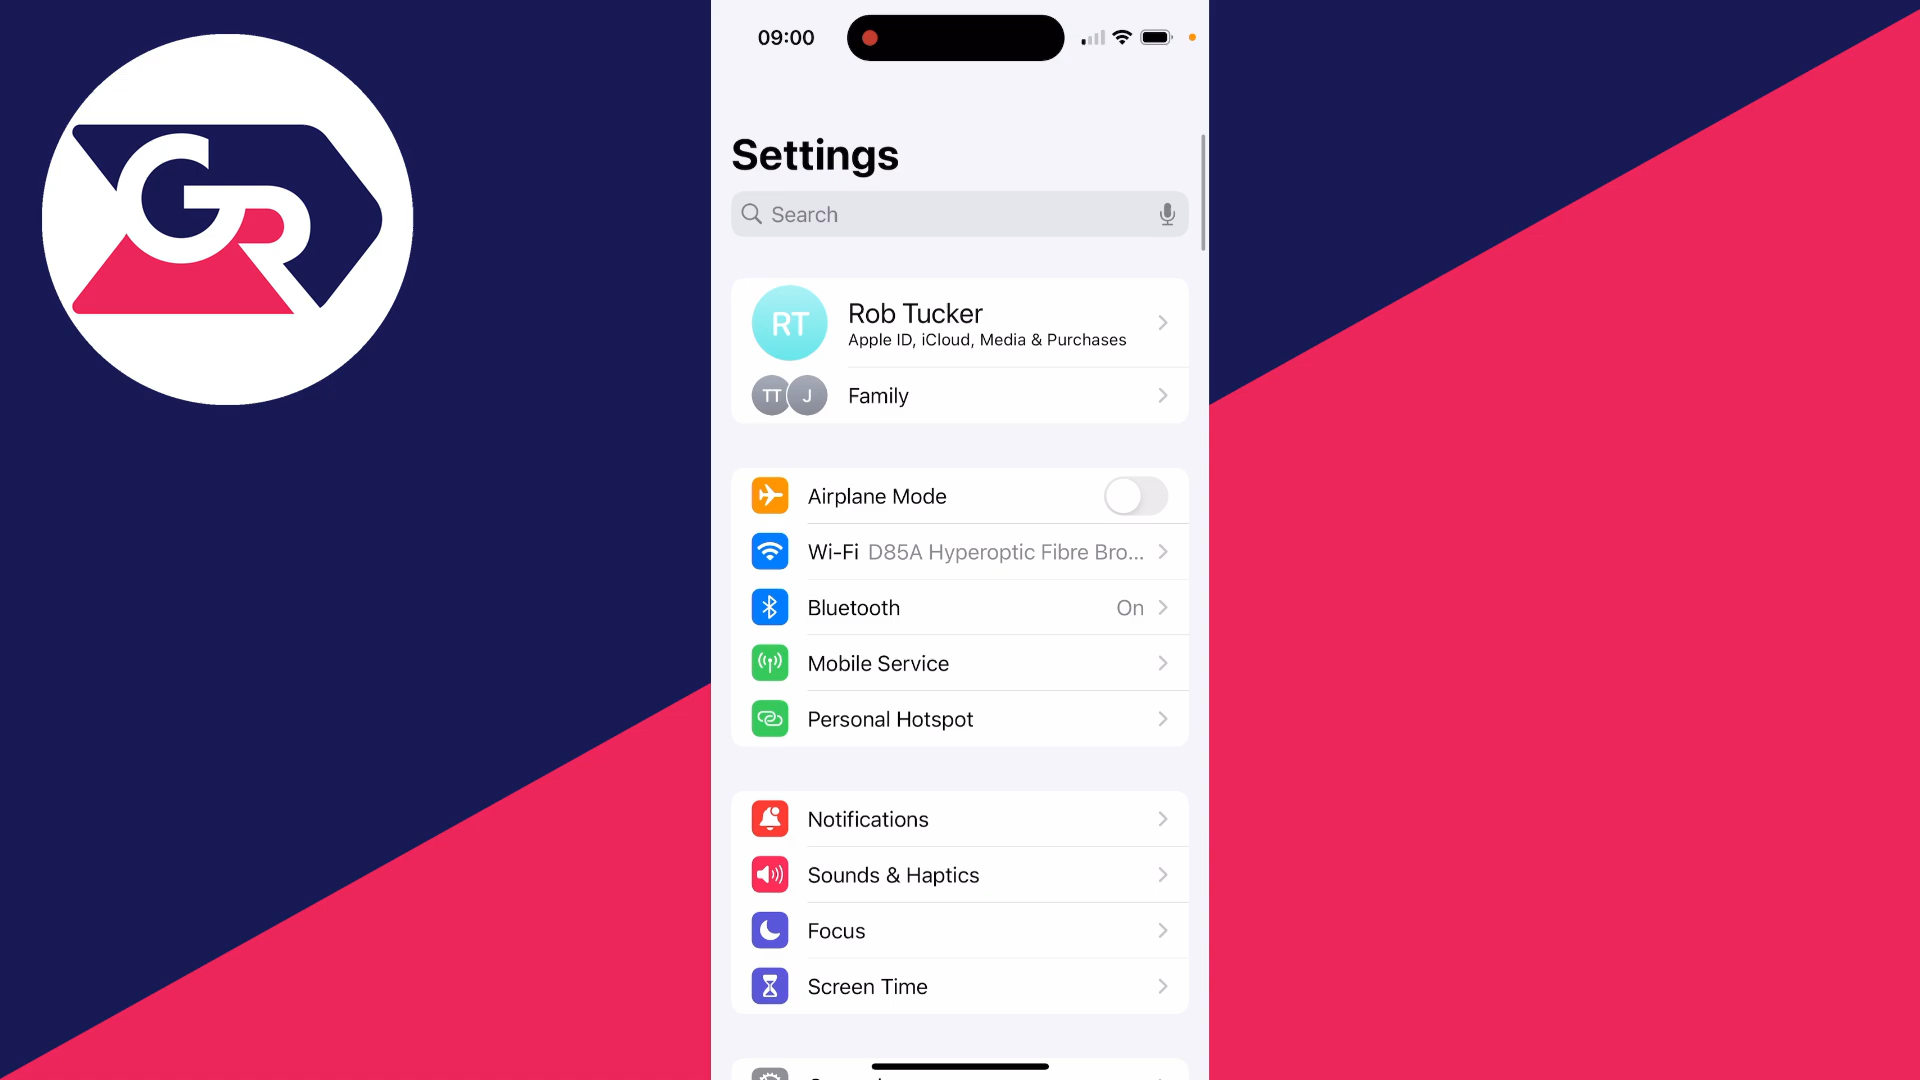 GR
09:00
Settings
Search
RT
Rob Tucker
Apple ID, iCloud, Media & Purchases
TT J
Family
Airplane Mode
Wi-Fi D85A Hyperoptic Fibre Bro...
Bluetooth On
Mobile Service
Personal Hotspot
Notifications
Sounds & Haptics
Focus
Screen Time